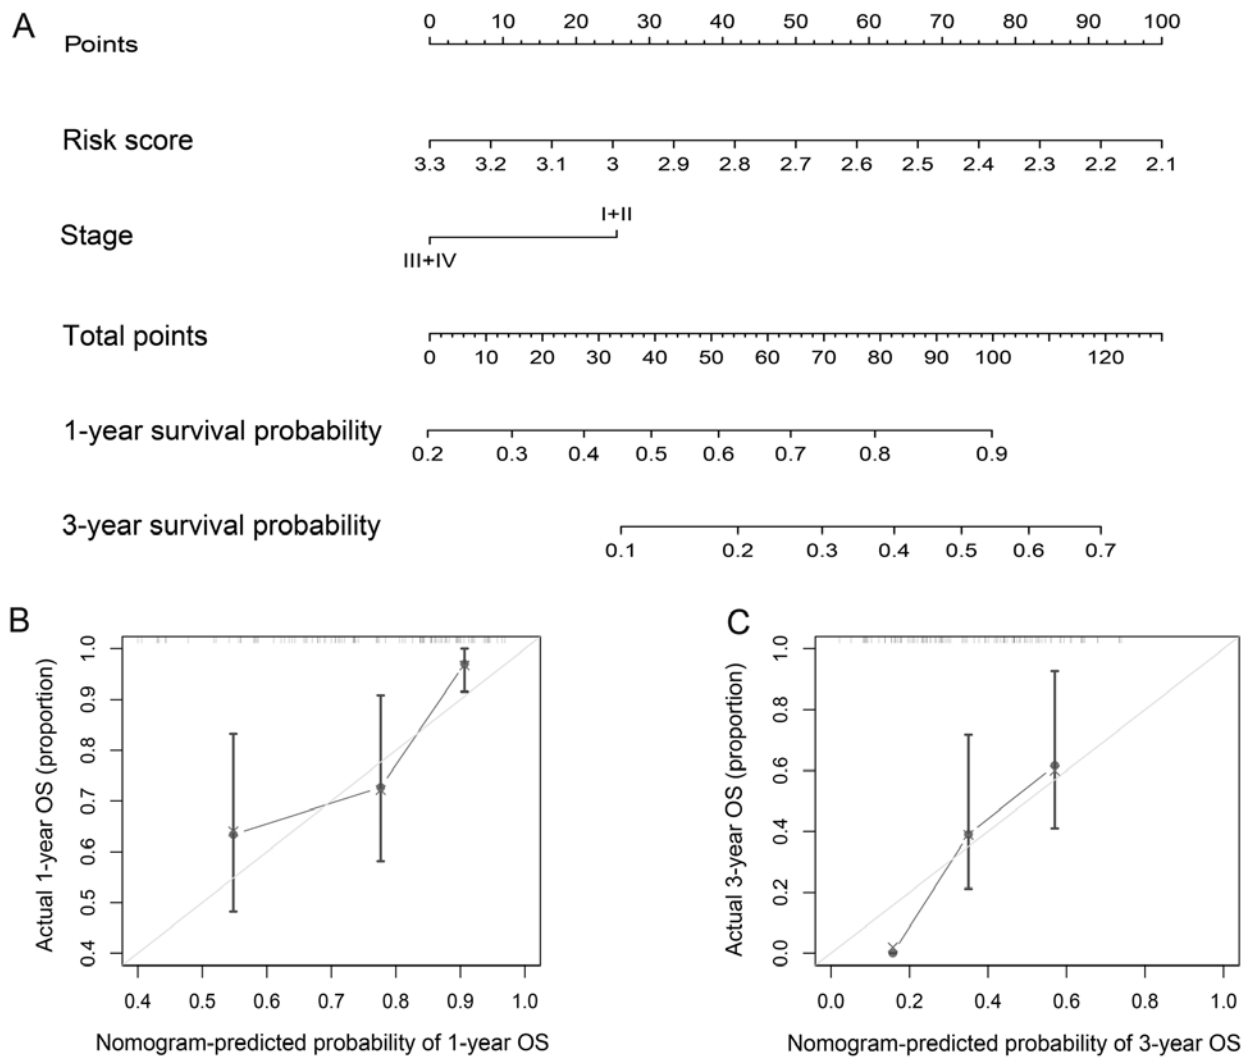 A
0 10 20 30 40 50 60 70 80 90 100
Points
Risk score
3.3 3.2 3.1 3 2.9 2.8 2.7 2.6 2.5 2.4 2.3 2.2 2.1
I+II
Stage
III+IV
Total points
0 10 20 30 40 50 60 70 80 90 100 120
1-year survival probability
0.2 0.3 0.4 0.5 0.6 0.7 0.8 0.9
3-year survival probability
0.1 0.2 0.3 0.4 0.5 0.6 0.7
B
Actual 1-year OS (proportion)
1.0
0.9
0.8
0.7
0.6
0.5
0.4
0.4 0.5 0.6 0.7 0.8 0.9 1.0
Nomogram-predicted probability of 1-year OS
C
Actual 3-year OS (proportion)
1.0
0.8
0.6
0.4
0.2
0.0
0.0 0.2 0.4 0.6 0.8 1.0
Nomogram-predicted probability of 3-year OS